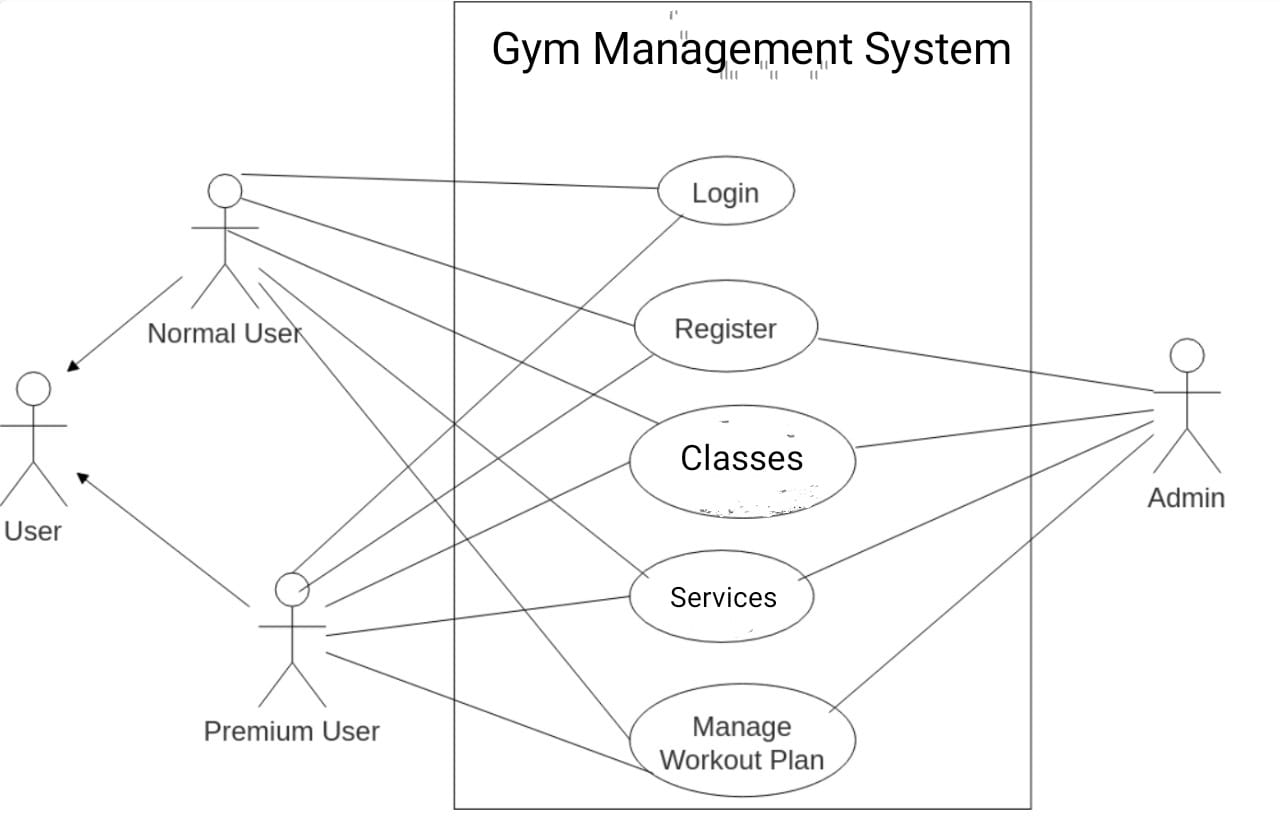 Gym Management System
Login
Register
Normal User
Classes
Admin
User
Services
Premium User
Manage
Workout Plan